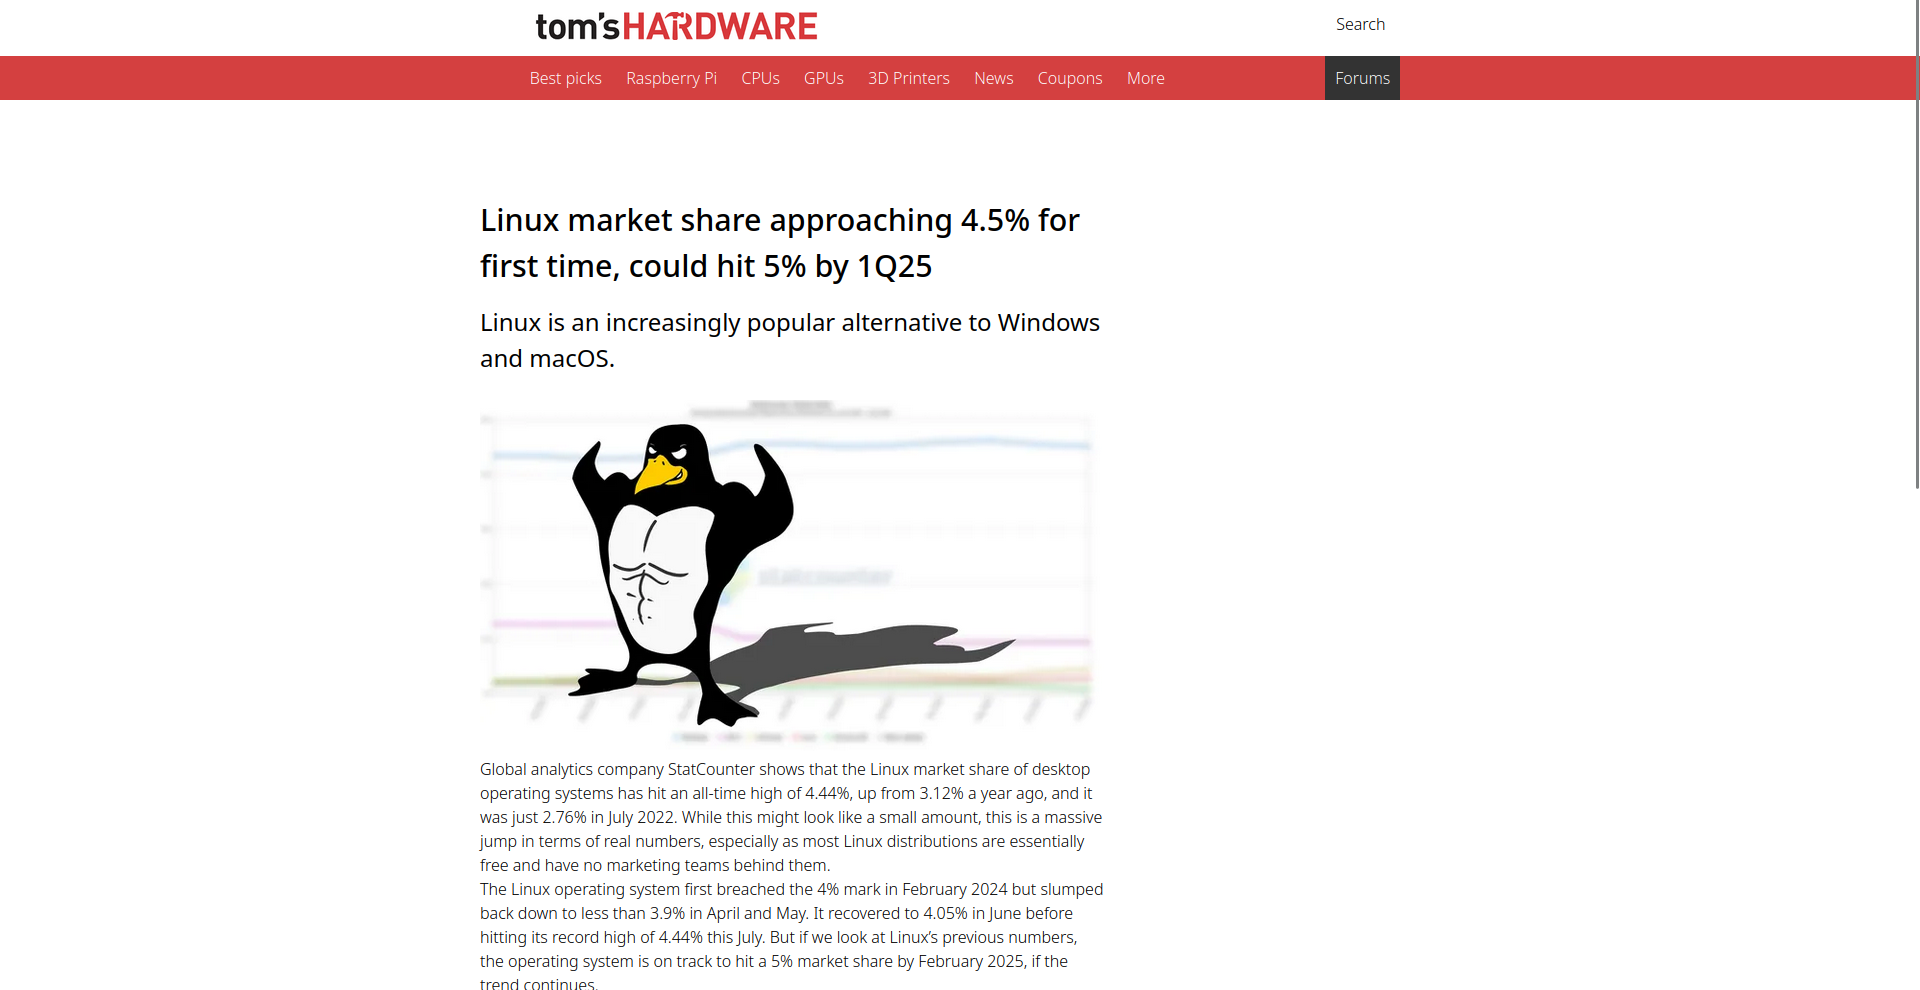 tom'sHARDWARE
Search
Best picks Raspberry Pi CPUs GPUs 3D Printers News Coupons More Forums
Linux market share approaching 4.5% for
first time, could hit 5% by 1Q25
Linux is an increasingly popular alternative to Windows
and macOS.
statcounter
Global analytics company StatCounter shows that the Linux market share of desktop
operating systems has hit an all-time high of 4.44%, up from 3.12% a year ago, and it
was just 2.76% in July 2022. While this might look like a small amount, this is a massive
jump in terms of real numbers, especially as most Linux distributions are essentially
free and have no marketing teams behind them.
The Linux operating system first breached the 4% mark in February 2024 but slumped
back down to less than 3.9% in April and May. It recovered to 4.05% in June before
hitting its record high of 4.44% this July. But if we look at Linux’s previous numbers,
the operating system is on track to hit a 5% market share by February 2025, if the
trend continues.